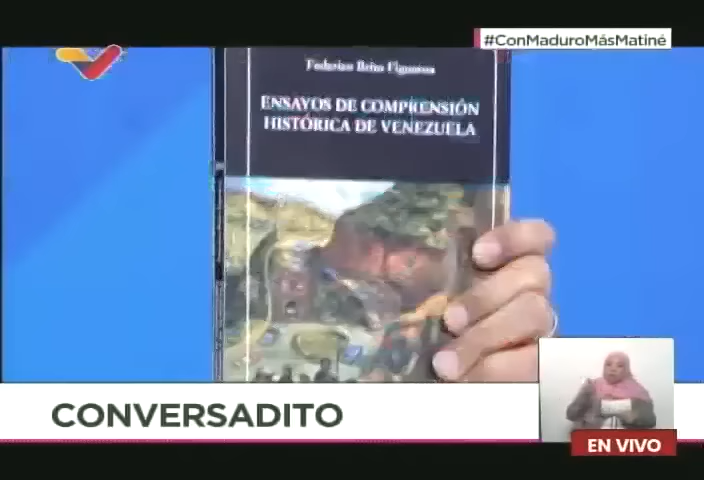 #ConMaduroMásMatiné
Federico Brito Figueroa
ENSAYOS DE COMPRENSIÓN
HISTÓRICA DE VENEZUELA
CONVERSADITO
EN VIVO